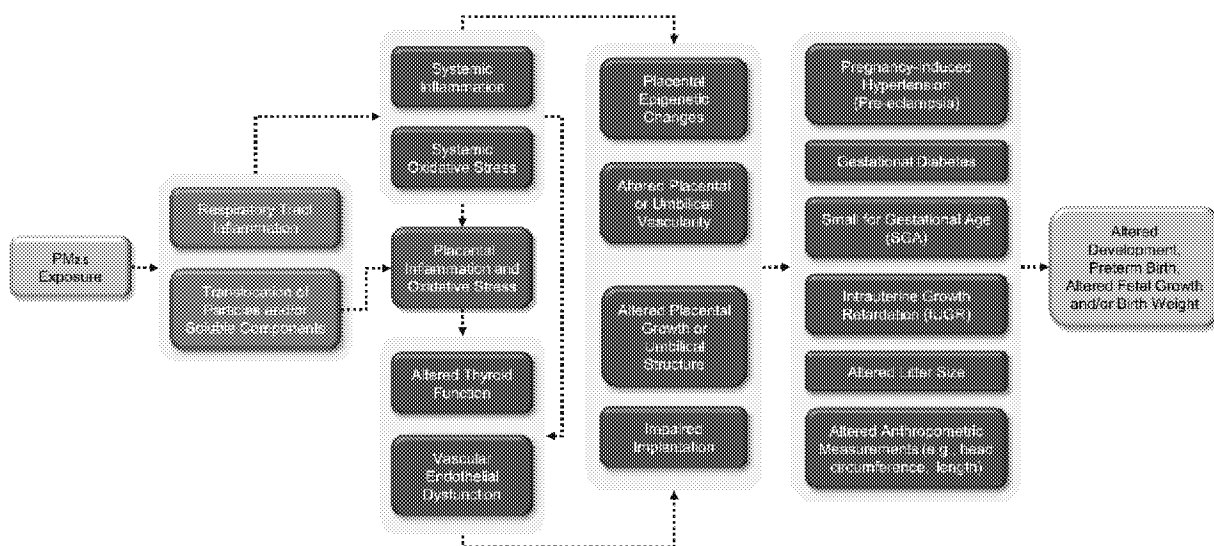 PM2.5
Exposure
Respiratory Tract
Inflammation
Translocation of
Particles and/or
Soluble Components
Systemic
Inflammation
Systemic
Oxidative Stress
Placental
Inflammation and
Oxidative Stress
Altered Thyroid
Function
Vascular
Endothelial
Dysfunction
Placental
Epigenetic
Changes
Altered Placental
or Umbilical
Vascularity
Altered Placental
Growth or
Umbilical
Structure
Impaired
Implantation
Pregnancy-Induced
Hypertension
(Pre-eclampsia)
Gestational Diabetes
Small for Gestational Age
(SGA)
Intrauterine Growth
Retardation (IUGR)
Altered Litter Size
Altered Anthropometric
Measurements (e.g., head
circumference, length)
Altered
Development,
Preterm Birth,
Altered Fetal Growth
and/or Birth Weight